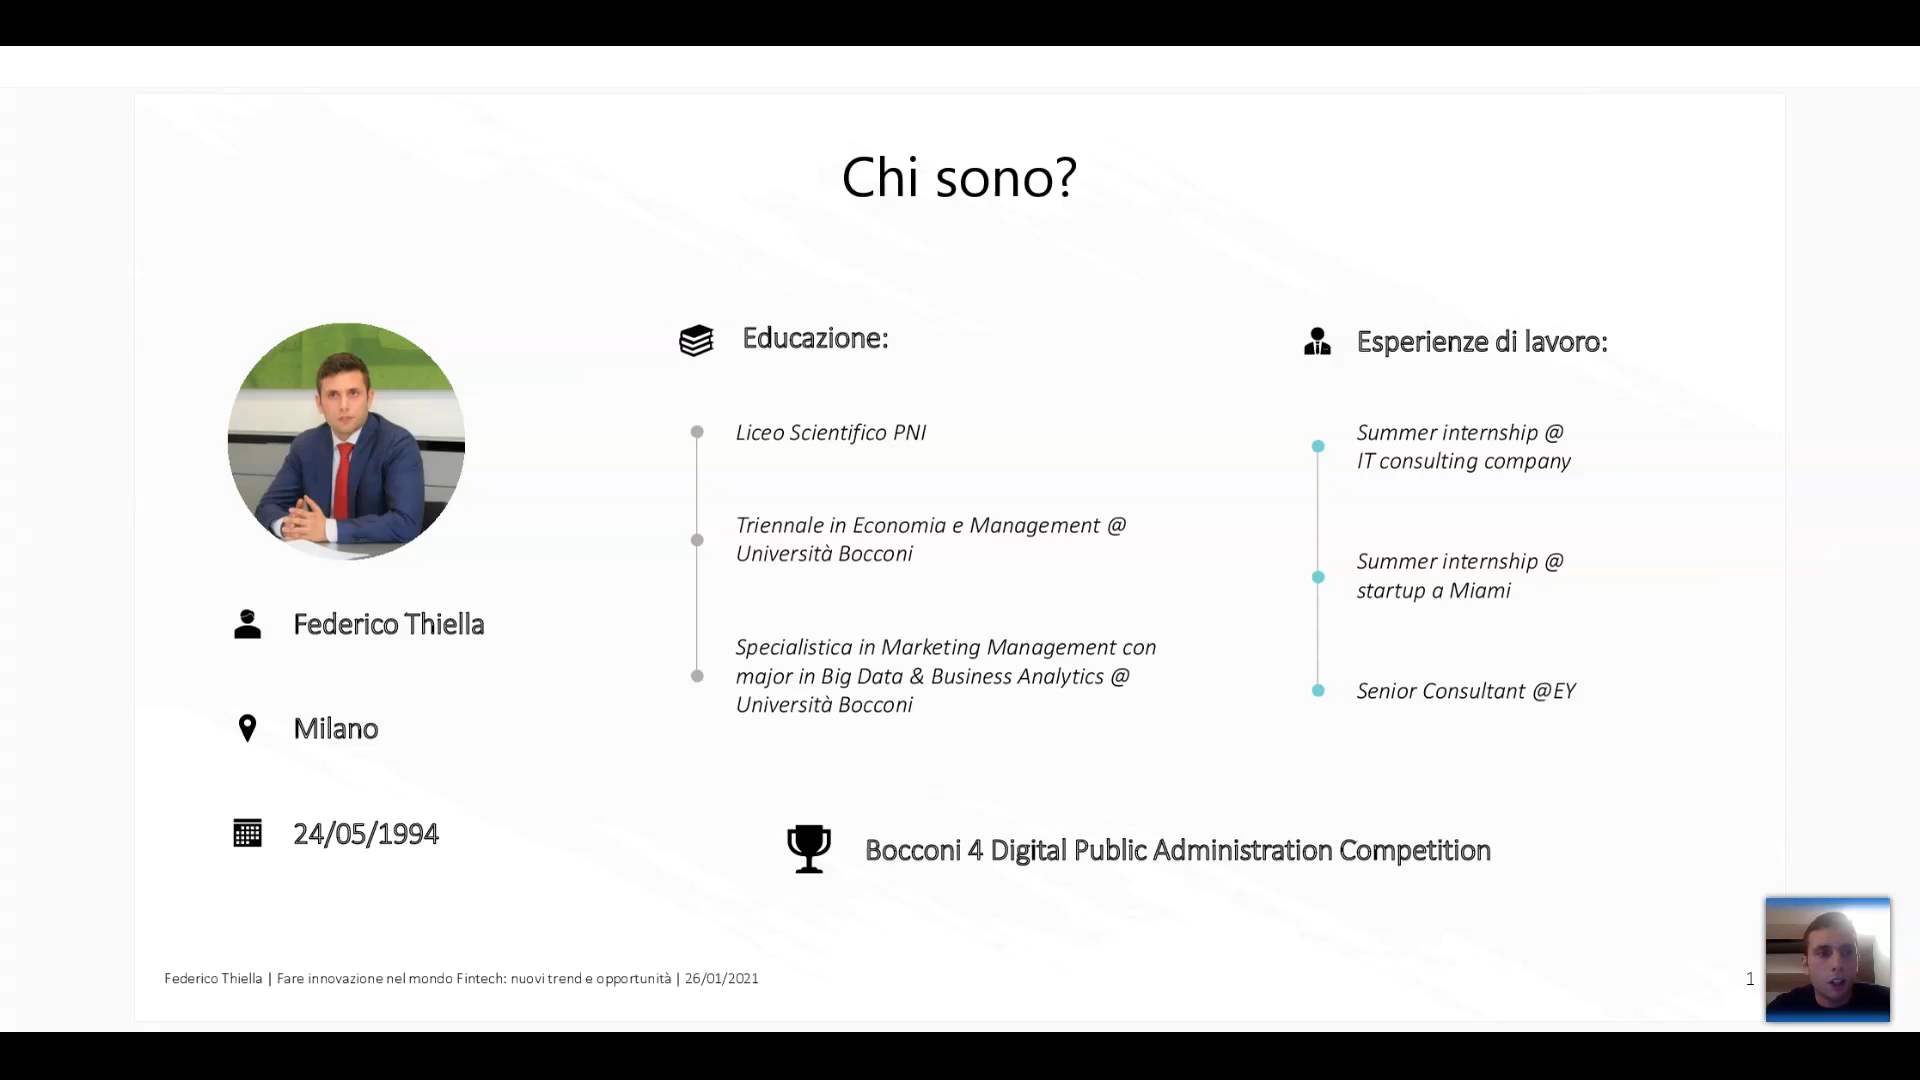 Chi sono?
Federico Thiella
Milano
24/05/1994
Educazione:
Liceo Scientifico PNI
Triennale in Economia e Management @
Università Bocconi
Specialistica in Marketing Management con
major in Big Data & Business Analytics @
Università Bocconi
Esperienze di lavoro:
Summer internship @
IT consulting company
Summer internship @
startup a Miami
Senior Consultant @EY
Bocconi 4 Digital Public Administration Competition
Federico Thiella | Fare innovazione nel mondo Fintech: nuovi trend e opportunità | 26/01/2021
1